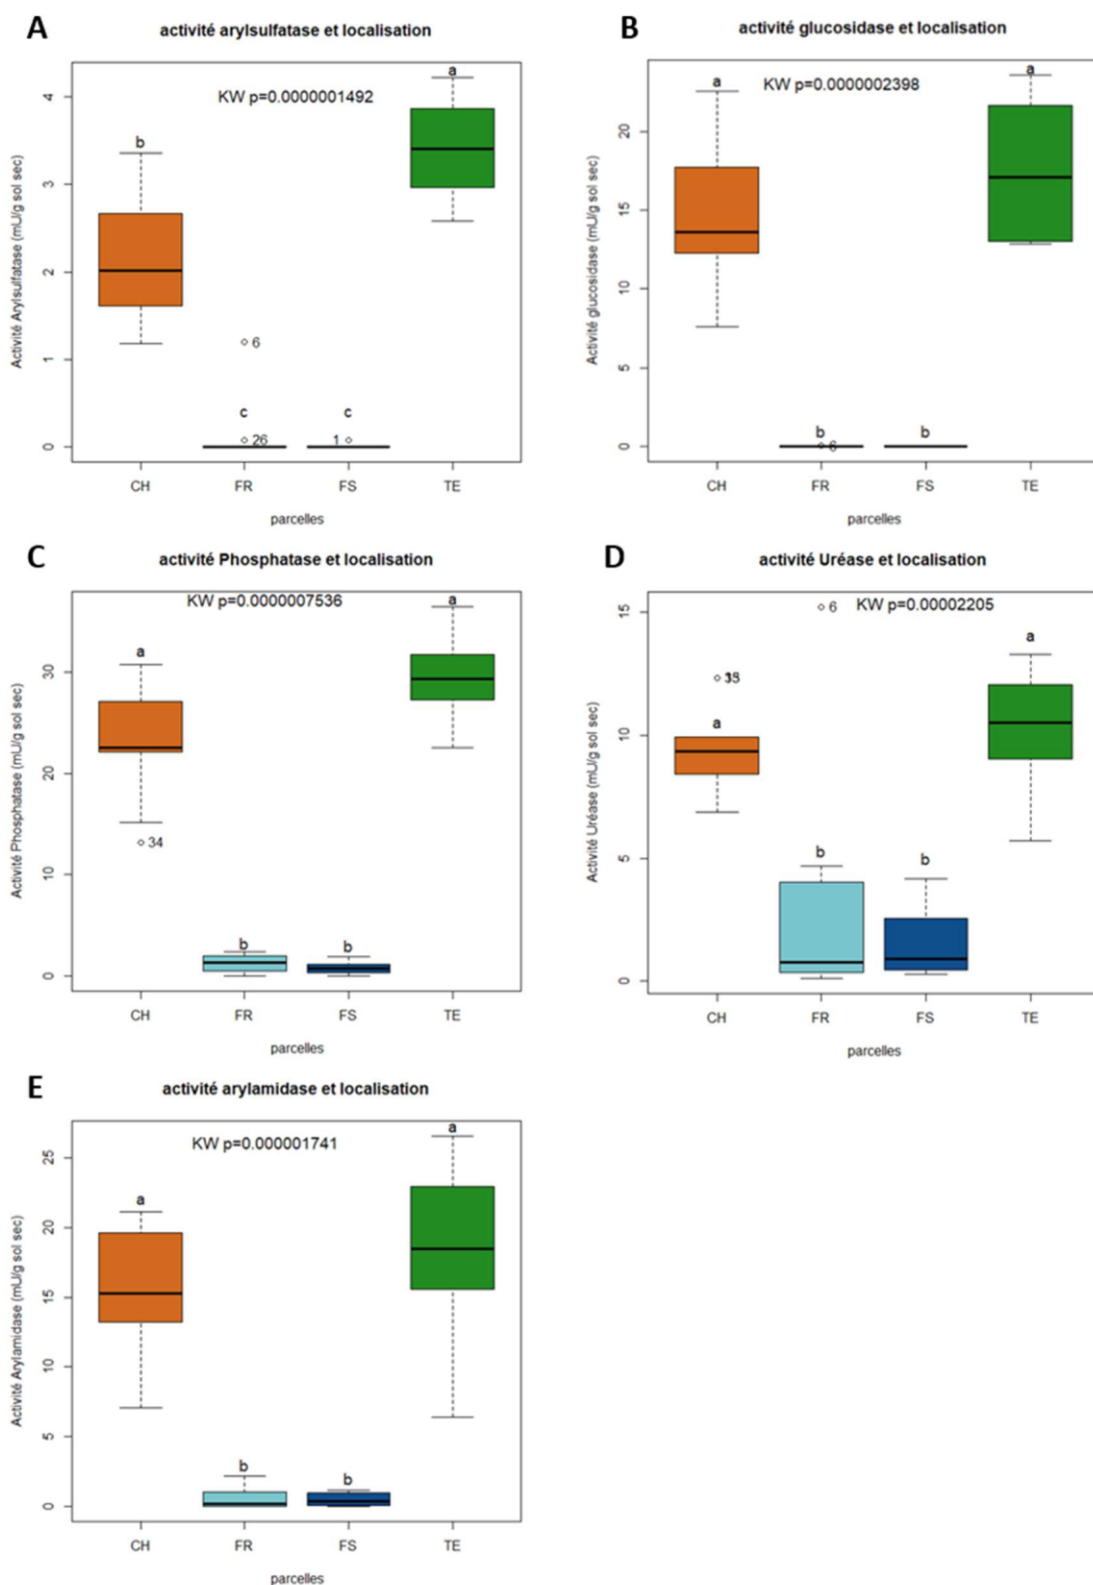 A
activité arylsulfatase et localisation
KW p=0.0000001492
Activité Arylsulfatase (mU/g sol sec)
4
3
2
1
0
b
6
c
26
c
1
a
CH FR FS TE
parcelles
B
activité glucosidase et localisation
KW p=0.0000002398
Activité glucosidase (mU/g sol sec)
20
15
10
5
0
a
b
6
b
a
CH FR FS TE
parcelles
C
activité Phosphatase et localisation
KW p=0.0000007536
Activité Phosphatase (mU/g sol sec)
30
20
10
0
a
34
b
b
a
CH FR FS TE
parcelles
D
activité Uréase et localisation
KW p=0.00002205
Activité Uréase (mU/g sol sec)
15
10
5
0
a
6
b
b
a
CH FR FS TE
parcelles
E
activité arylamidase et localisation
KW p=0.000001741
Activité Arylamidase (mU/g sol sec)
25
20
15
10
5
0
a
b
b
a
CH FR FS TE
parcelles